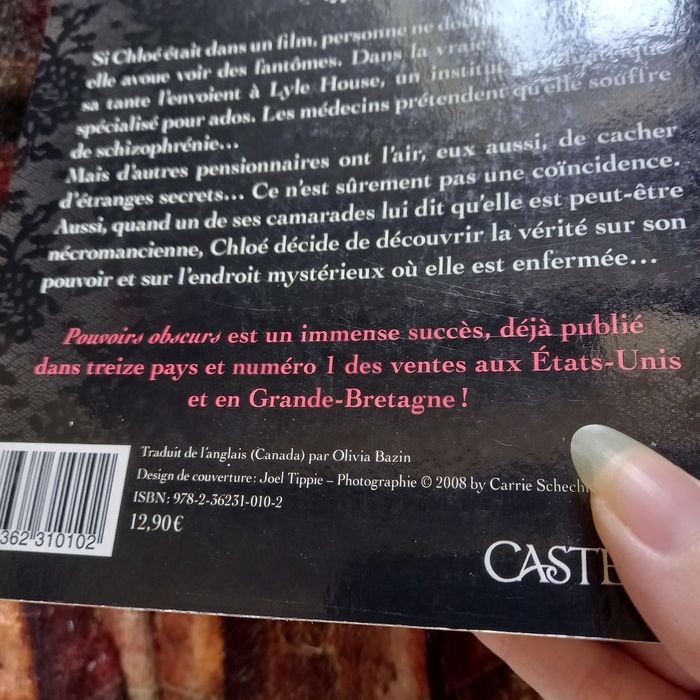 Si Chloé était dans un film, personne ne
elle avoue voir des fantômes. Dans la vraie
sa tante l'envoient à Lyle House, un institut
spécialisé pour ados. Les médecins prétendent qu'elle souffre
de schizophrénie...
Mais d'autres pensionnaires ont l'air, eux aussi, de cacher
d'étranges secrets... Ce n'est sûrement pas une coïncidence.
Aussi, quand un de ses camarades lui dit qu'elle est peut-être
nécromancienne, Chloé décide de découvrir la vérité sur son
pouvoir et sur l'endroit mystérieux où elle est enfermée...
Pouvoirs obscurs est un immense succès, déjà publié
dans treize pays et numéro 1 des ventes aux États-Unis
et en Grande-Bretagne !
Traduit de l'anglais (Canada) par Olivia Bazin
Design de couverture : Joel Tippie – Photographie © 2008 by Carrie
ISBN : 978-2-36231-010-2
12,90 €
362 310102